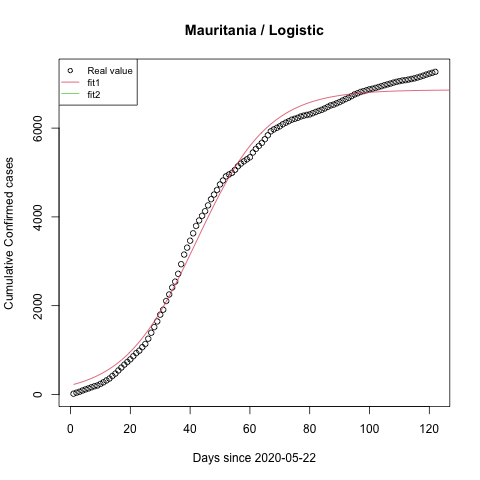 Mauritania / Logistic
Real value
fit1
fit2
Cumulative Confirmed cases
0
2000
4000
6000
0 20 40 60 80 100 120
Days since 2020-05-22